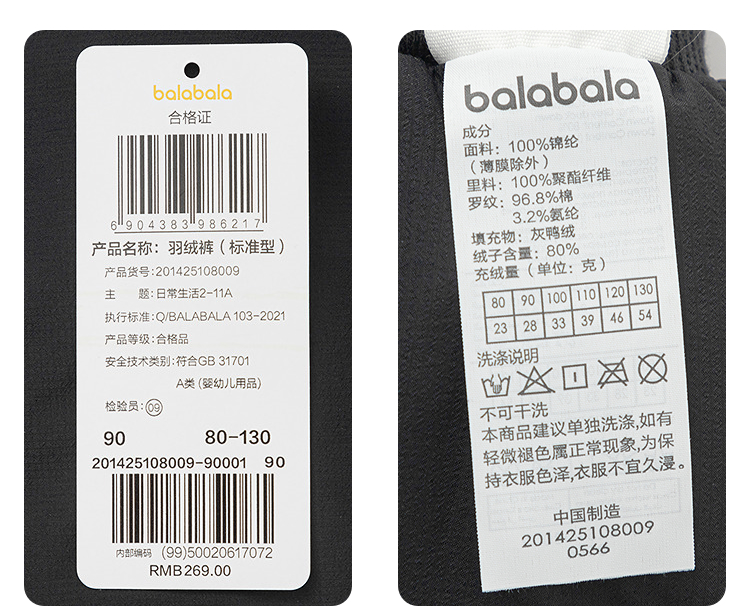 balabala
合格证
6 904383 986217
产品名称：羽绒裤（标准型）
产品货号:201425108009
主 题:日常生活2-11A
执行标准:Q/BALABALA 103-2021
产品等级:合格品
安全技术类别:符合GB 31701
A类 (婴幼儿用品)
检验员:09
90 80-130
201425108009-90001 90
内部编码 (99)50020617072
RMB269.00
balabala
成分
面料：100%锦纶
（薄膜除外）
里料：100%聚酯纤维
罗纹：96.8%棉
3.2%氨纶
填充物：灰鸭绒
绒子含量：80%
充绒量（单位：克）
80 90 100 110 120 130
23 28 33 39 46 54
洗涤说明
不可干洗
本商品建议单独洗涤,如有
轻微褪色属正常现象,为保
持衣服色泽,衣服不宜久漫。
中国制造
201425108009
0566